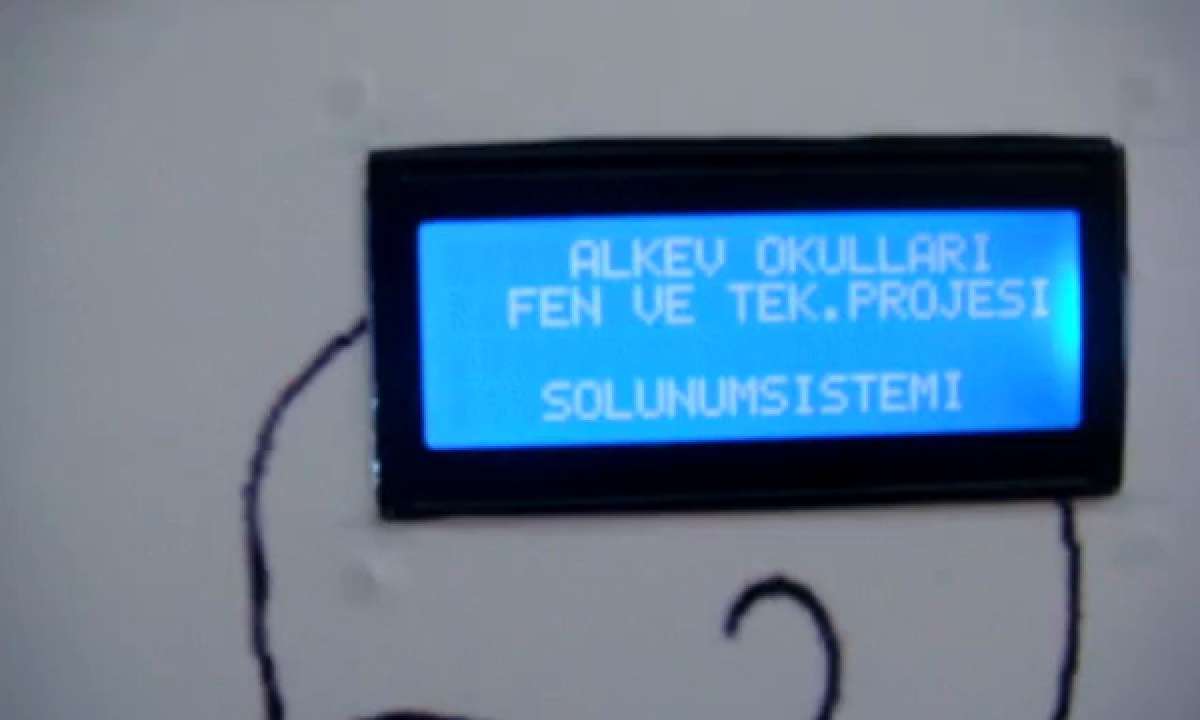 ALKEV OKULLARI
FEN VE TEK.PROJESI
SOLUNUMSISTEMI